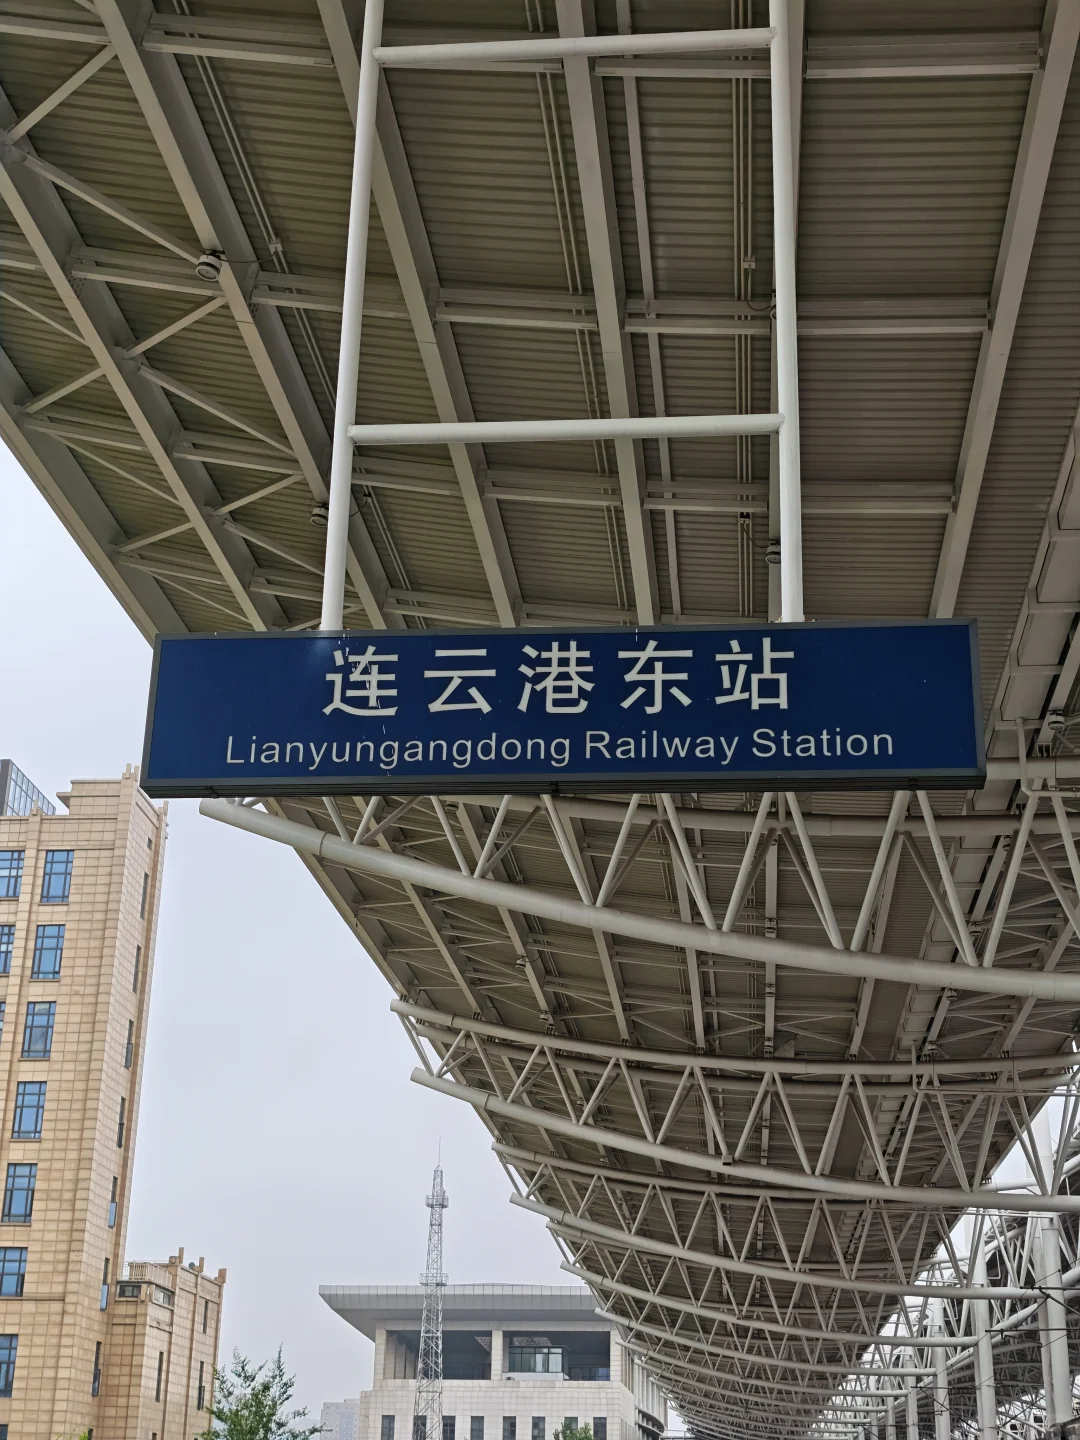 连云港东站
Lianyungangdong Railway Station